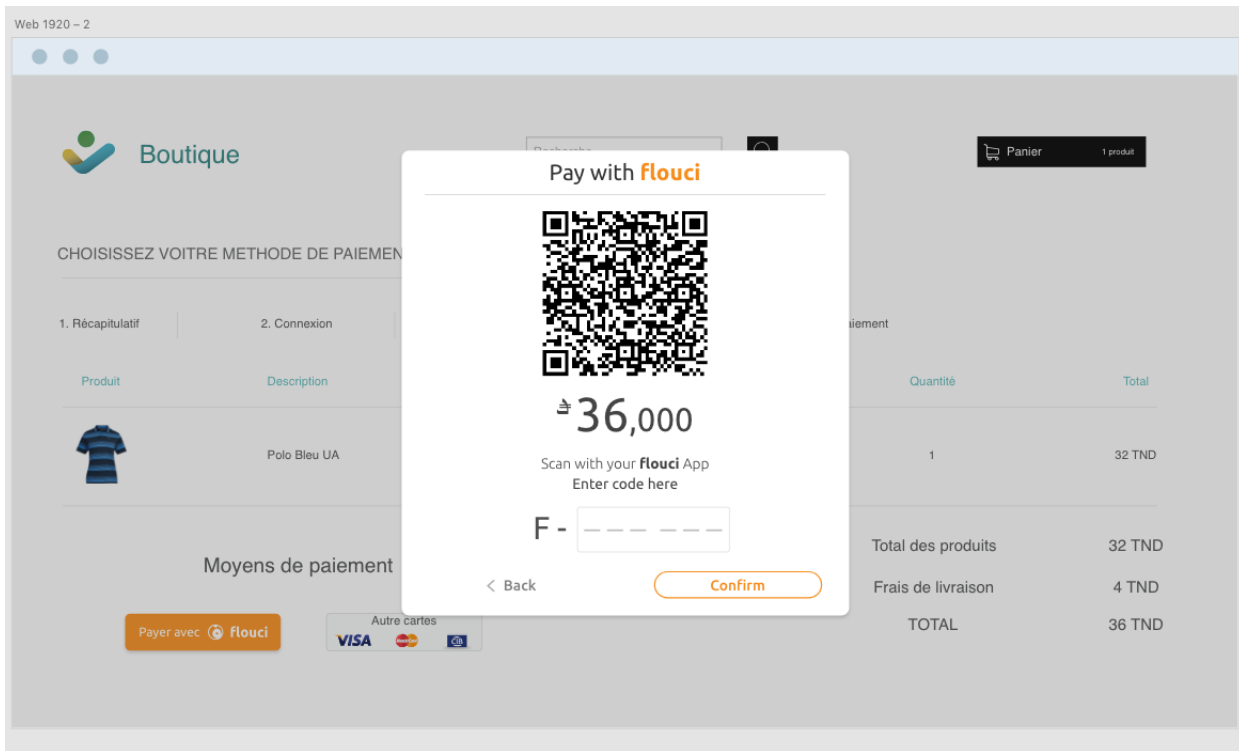 Web 1920 – 2
Boutique
Recherche
Panier
1 produit
Pay with flouci
CHOISISSEZ VOITRE METHODE DE PAIEMEN
1. Récapitulatif
2. Connexion
aiement
Produit
Description
Quantité
Total
36,000
Polo Bleu UA
1
32 TND
Scan with your flouci App
Enter code here
F - _ _ _ _ _ _
Back
Confirm
Moyens de paiement
Payer avec flouci
Autre cartes
VISA
CIB
Total des produits
32 TND
Frais de livraison
4 TND
TOTAL
36 TND